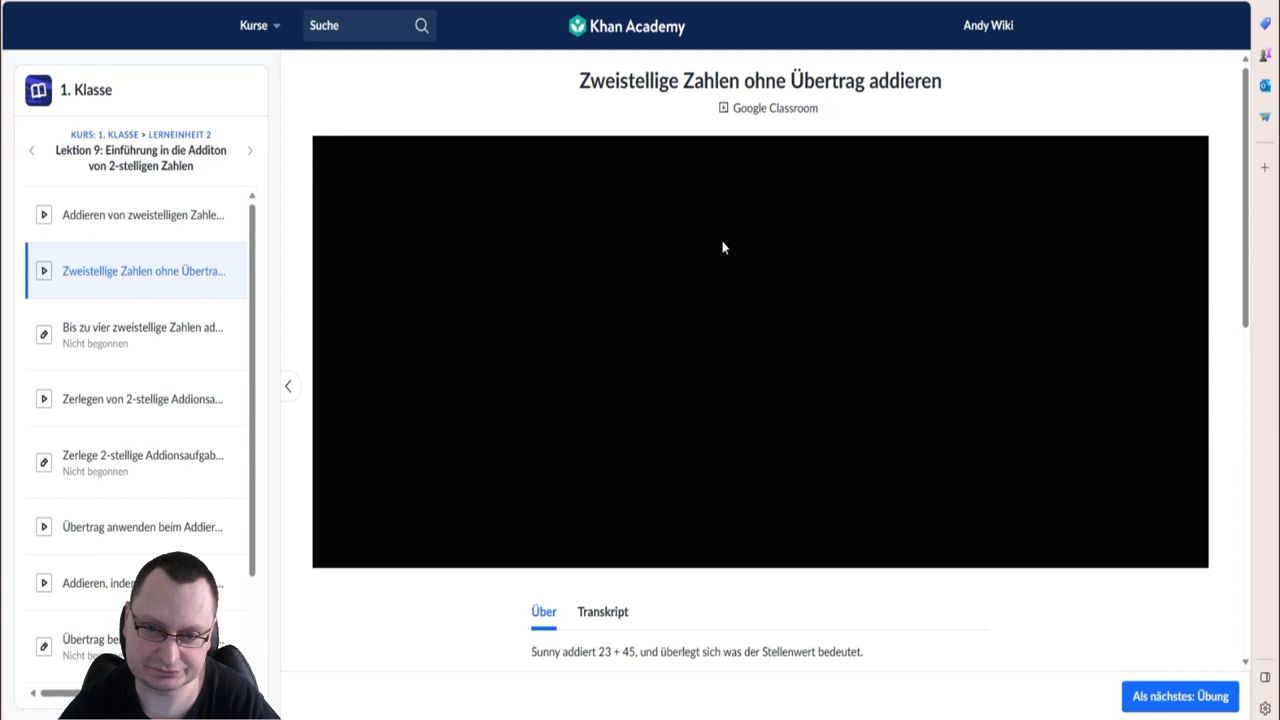 Kurse
Suche
Khan Academy
Andy Wiki
1. Klasse
KURS: 1. KLASSE > LERNEINHEIT 2
Lektion 9: Einführung in die Additon
von 2-stelligen Zahlen
Addieren von zweistelligen Zahle...
Zweistellige Zahlen ohne Übertra...
Bis zu vier zweistellige Zahlen ad...
Nicht begonnen
Zerlegen von 2-stellige Addionsa...
Zerlege 2-stellige Addionsaufgab...
Nicht begonnen
Übertrag anwenden beim Addier...
Addieren,
Übertrag
Nicht
Zweistellige Zahlen ohne Übertrag addieren
Google Classroom
Über
Transkript
Sunny addiert 23 + 45, und überlegt sich was der Stellenwert bedeutet.
Als nächstes: Übung